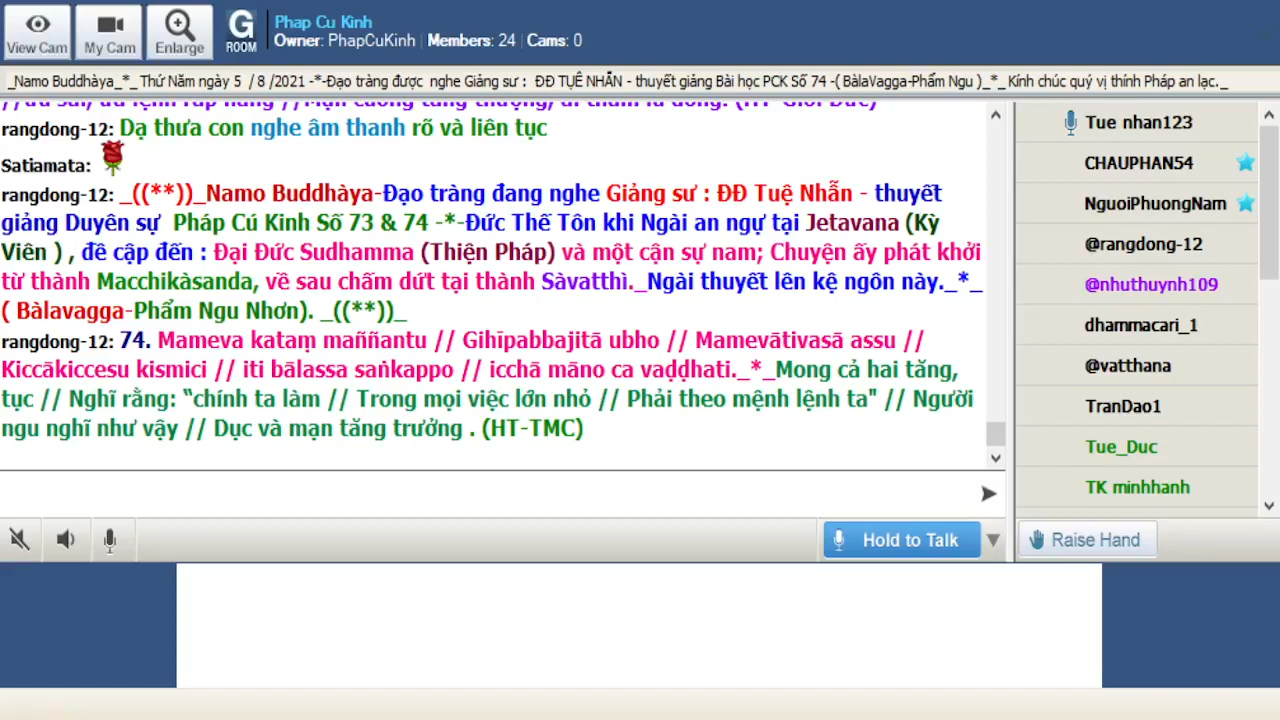 View Cam
My Cam
Enlarge
G
ROOM
Phap Cu Kinh
Owner: PhapCuKinh | Members: 24 | Cams: 0
_Namo Buddhàya_*_ Thứ Năm ngày 5 / 8 /2021 -*-Đạo tràng được nghe Giảng sư : ĐĐ TUỆ NHẪN - thuyết giảng Bài học PCK Số 74 -( BàlaVagga-Phẩm Ngu )_*_ Kính chúc quý vị thính Pháp an lạc._
rangdong-12: Dạ thưa con nghe âm thanh rõ và liên tục
Satiamata:
rangdong-12: _((**))_Namo Buddhàya-Đạo tràng đang nghe Giảng sư : ĐĐ Tuệ Nhẫn - thuyết
giảng Duyên sự Pháp Cú Kinh Số 73 & 74 -*-Đức Thế Tôn khi Ngài an ngự tại Jetavana (Kỳ
Viên ) , đề cập đến : Đại Đức Sudhamma (Thiện Pháp) và một cận sự nam; Chuyện ấy phát khởi
từ thành Macchikàsanda, về sau chấm dứt tại thành Sàvatthì._Ngài thuyết lên kệ ngôn này._*_
( Bàlavagga-Phẩm Ngu Nhơn). _((**))_
rangdong-12: 74. Mameva kataṃ maññantu // Gihīpabbajitā ubho // Mamevātivasā assu //
Kiccākiccesu kismici // iti bālassa saṅkappo // icchā māno ca vaḍḍhati._*_Mong cả hai tăng,
tục // Nghĩ rằng: “chính ta làm // Trong mọi việc lớn nhỏ // Phải theo mệnh lệnh ta" // Người
ngu nghĩ như vậy // Dục và mạn tăng trưởng . (HT-TMC)
Tue nhan123
CHAUPHAN54
NguoiPhuongNam
@rangdong-12
@nhuthuynh109
dhammacari_1
@vatthana
TranDao1
Tue_Duc
TK minhhanh
Hold to Talk
Raise Hand